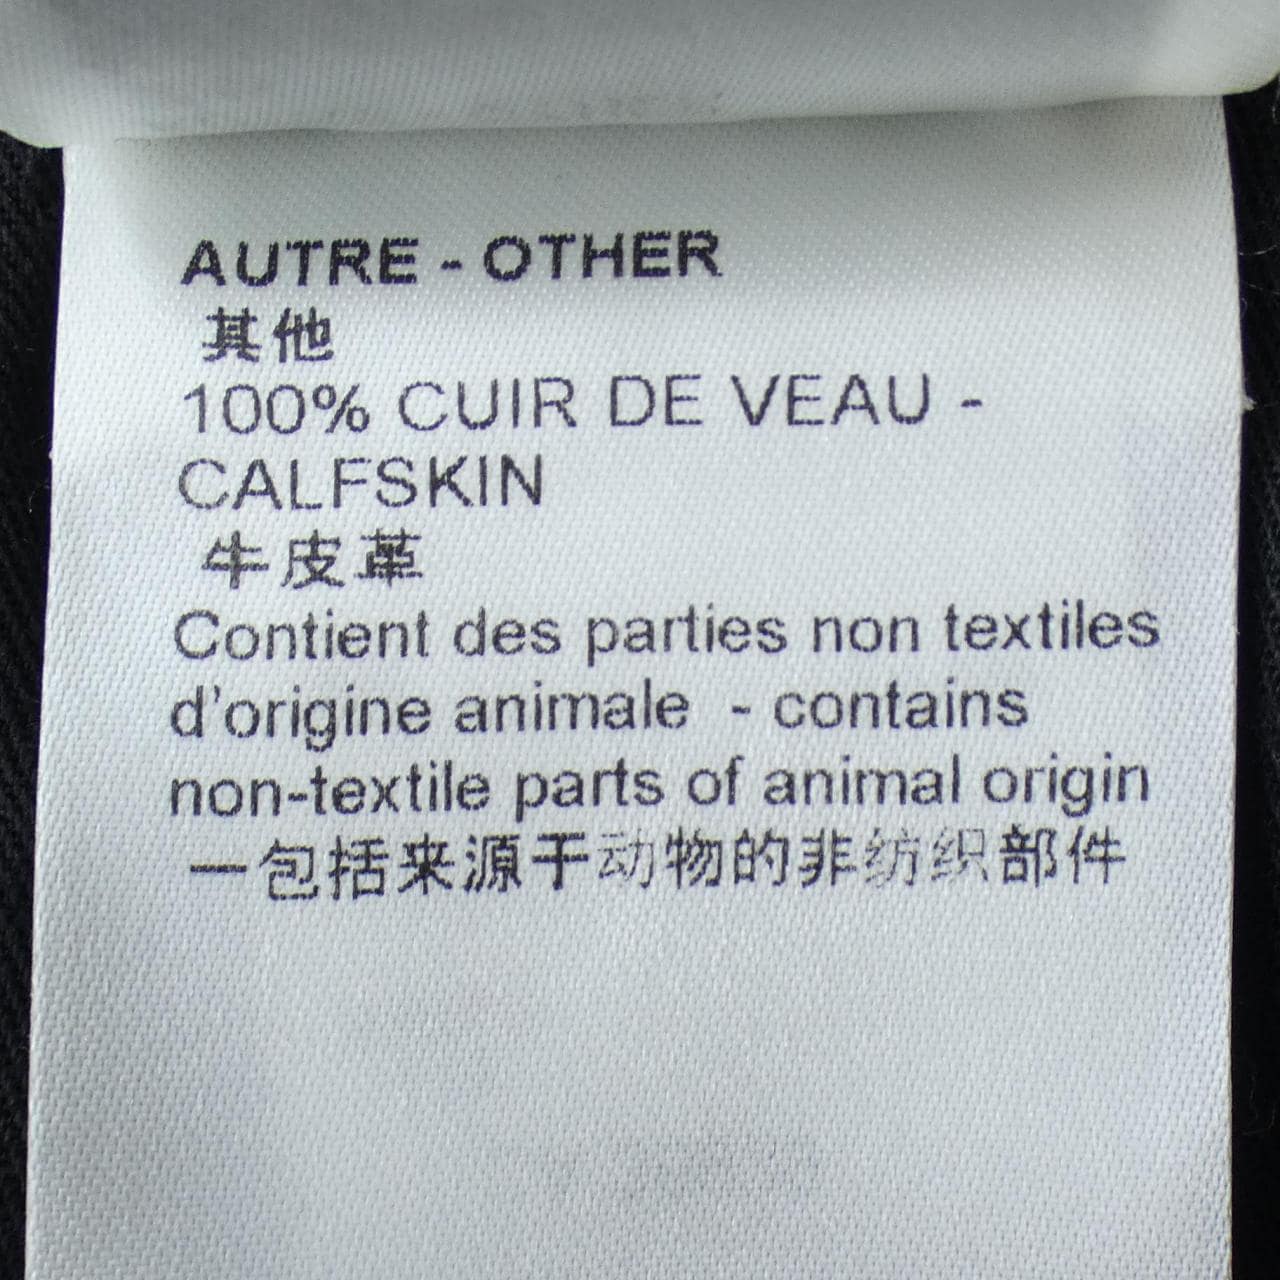 AUTRE - OTHER
其他
100% CUIR DE VEAU -
CALFSKIN
牛皮革
Contient des parties non textiles
d'origine animale - contains
non-textile parts of animal origin
一包括来源于动物的非纺织部件